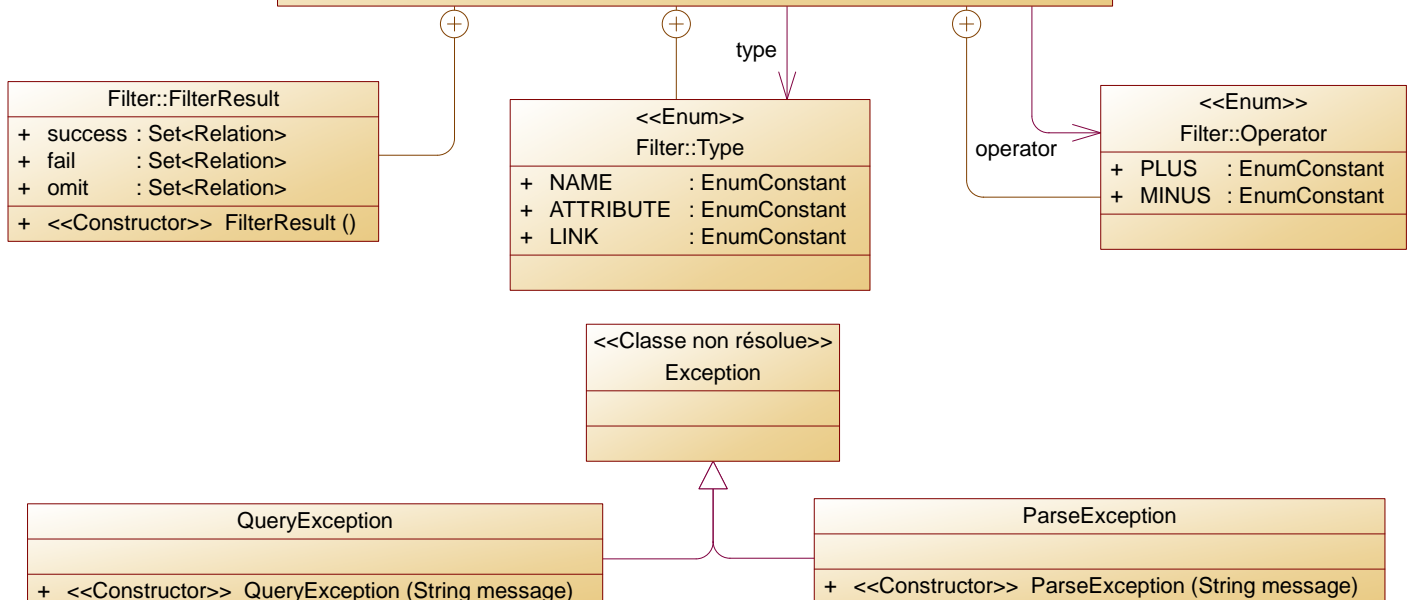 type
operator
Filter::FilterResult
+ success : Set<Relation>
+ fail : Set<Relation>
+ omit : Set<Relation>
+ <<Constructor>> FilterResult ()
<<Enum>>
Filter::Type
+ NAME : EnumConstant
+ ATTRIBUTE : EnumConstant
+ LINK : EnumConstant
<<Enum>>
Filter::Operator
+ PLUS : EnumConstant
+ MINUS : EnumConstant
<<Classe non résolue>>
Exception
QueryException
+ <<Constructor>> QueryException (String message)
ParseException
+ <<Constructor>> ParseException (String message)